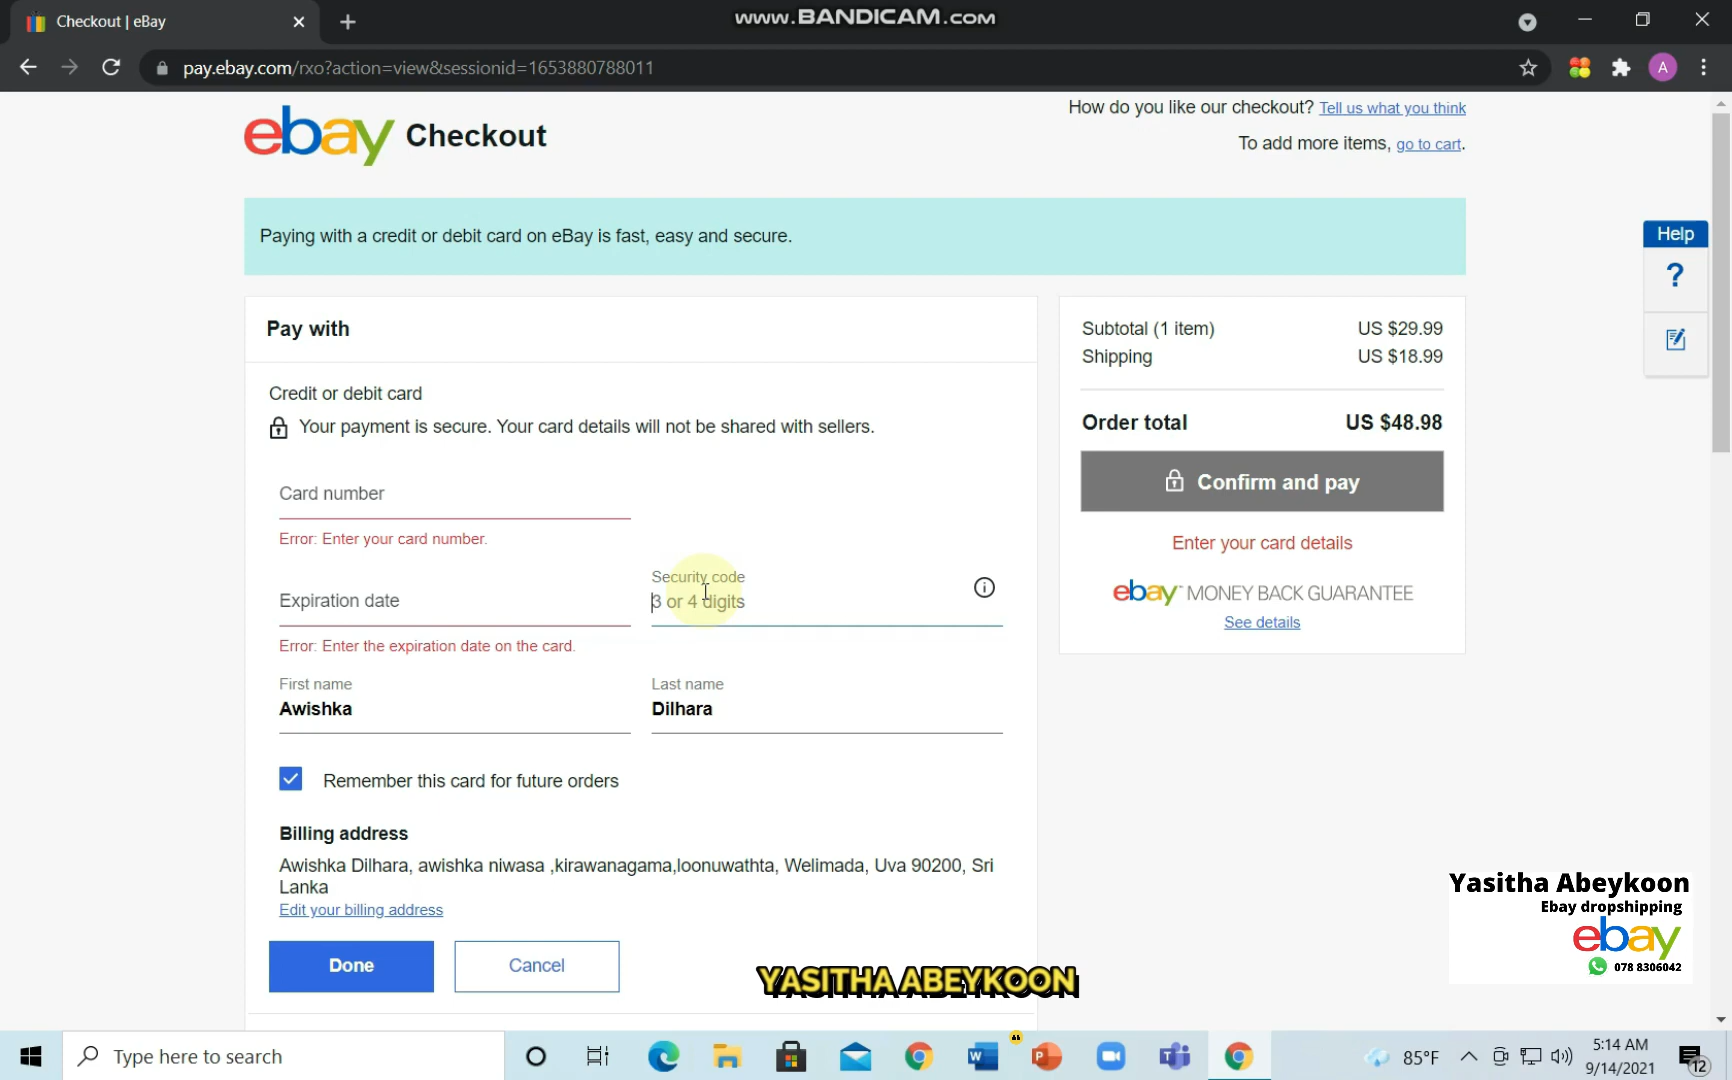 Checkout | eBay
www.BANDICAM.com
pay.ebay.com/rxo?action=view&sessionid=1653880788011
A
How do you like our checkout? Tell us what you think
ebay Checkout
To add more items, go to cart.
Paying with a credit or debit card on eBay is fast, easy and secure.
Help
?
Pay with
Credit or debit card
Your payment is secure. Your card details will not be shared with sellers.
Card number
Error: Enter your card number.
Expiration date
Error: Enter the expiration date on the card.
Security code
3 or 4 digits
First name
Awishka
Last name
Dilhara
Remember this card for future orders
Billing address
Awishka Dilhara, awishka niwasa ,kirawanagama,loonuwathta, Welimada, Uva 90200, Sri
Lanka
Edit your billing address
Done
Cancel
Subtotal (1 item) US $29.99
Shipping US $18.99
Order total US $48.98
Confirm and pay
Enter your card details
ebay™ MONEY BACK GUARANTEE
See details
Yasitha Abeykoon
Ebay dropshipping
ebay
078 8306042
YASITHA ABEYKOON
Type here to search
85°F
5:14 AM
9/14/2021
12